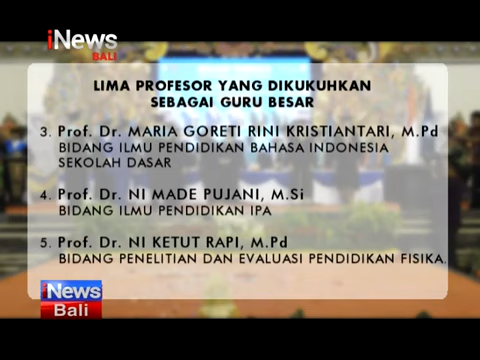 iNews
BALI
LIMA PROFESOR YANG DIKUKUHKAN
SEBAGAI GURU BESAR
3. Prof. Dr. MARIA GORETI RINI KRISTIANTARI, M.Pd
BIDANG ILMU PENDIDIKAN BAHASA INDONESIA
SEKOLAH DASAR
4. Prof. Dr. NI MADE PUJANI, M.Si
BIDANG ILMU PENDIDIKAN IPA
5. Prof. Dr. NI KETUT RAPI, M.Pd
BIDANG PENELITIAN DAN EVALUASI PENDIDIKAN FISIKA.
iNews
Bali